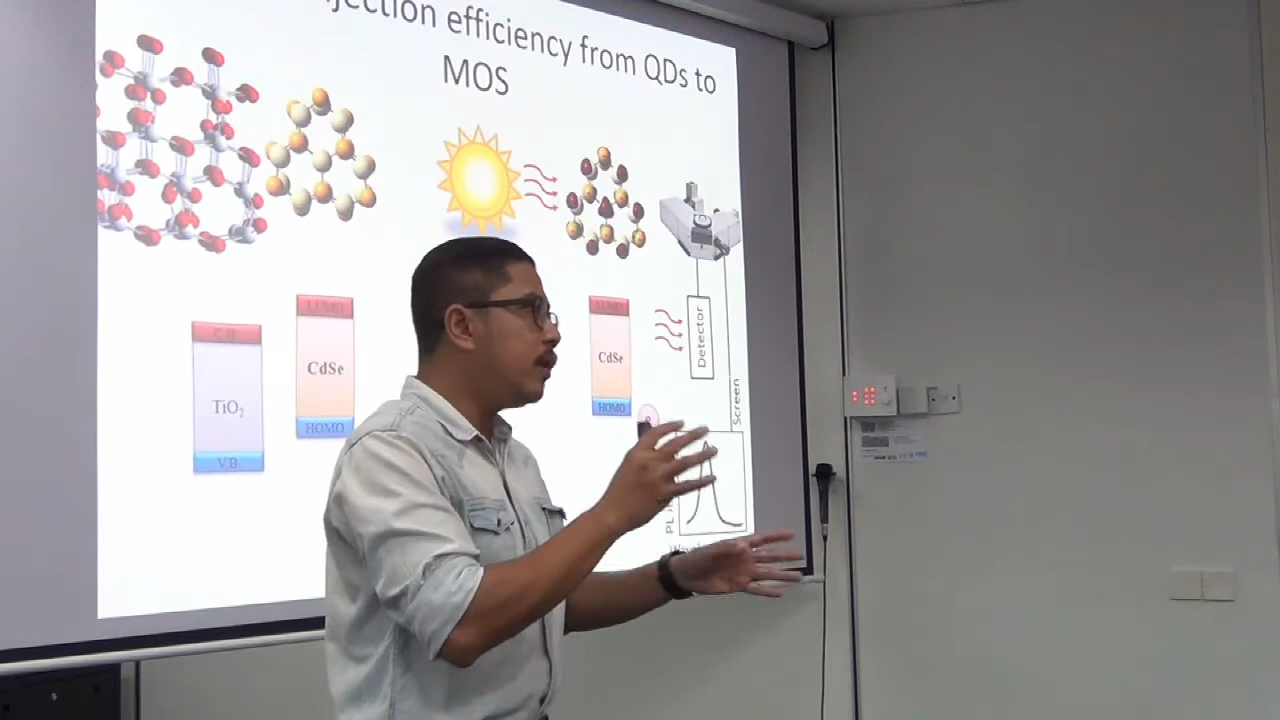 jection efficiency from QDs to
MOS
C.B.
TiO₂
V.B.
LUMO
CdSe
HOMO
LUMO
CdSe
HOMO
Detector
Screen